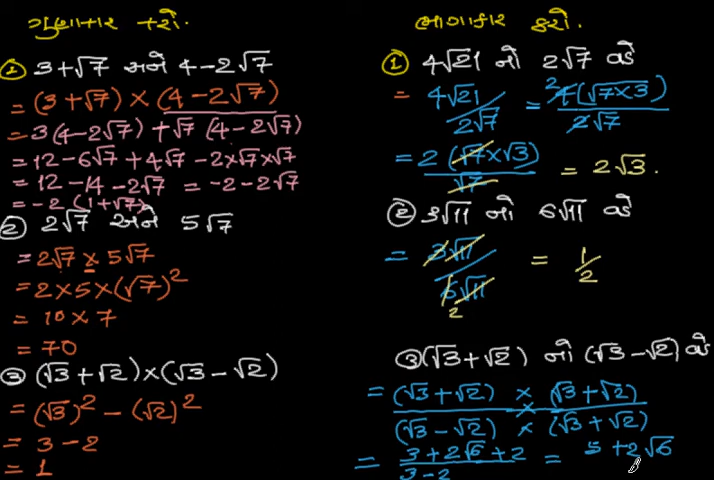 ગુણાકાર કરો.
① 3+√7 અને 4-2√7
= (3+√7) × (4-2√7)
= 3(4-2√7) + √7 (4-2√7)
= 12-6√7 + 4√7 - 2×√7×√7
= 12-14-2√7 = -2-2√7
= -2 (1+√7)
② 2√7 અને 5√7
= 2√7 × 5√7
= 2×5×(√7)²
= 10 × 7
= 70
③ (√3+√2)×(√3-√2)
= (√3)² - (√2)²
= 3-2
= 1
ભાગાકાર કરો.
① 4√21 નો 2√7 વડે
= 4√21 / 2√7 = ²4(√7×3) / 2√7
= 2 (√7×√3) / √7 = 2√3.
② 3√11 નો 6√11 વડે
= 3√11 / 6√11 2 = 1/2
③ (√3+√2) નો (√3-√2) વડે
= (√3+√2) / (√3-√2) × (√3+√2) / (√3+√2)
= 3+2√6+2 / 3-2 = 5+2√6